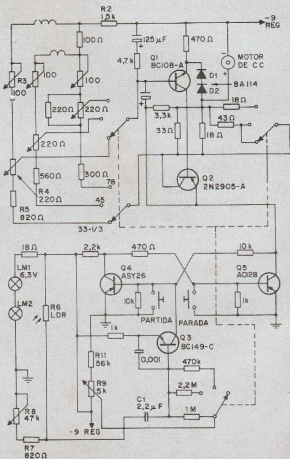 R2
1,5k
-9
REG
100Ω
125µF
470Ω
MOTOR
DE CC
4,7k
Q1
BC108-A
D1
D2
BA114
R3
100
100
100
220Ω
220Ω
3,3k
18Ω
43Ω
33Ω
18Ω
220Ω
560Ω
300Ω
Q2
2N2905-A
R4
220Ω
78
45
R5
820Ω
33-1/3
18Ω
2,2k
470Ω
10k
LM1
6,3V
Q4
ASY26
Q5
AC128
LM2
R6
LDR
10k
PARTIDA
PARADA
1k
1k
Q3
BC149-C
R11
56k
0,001
470k
R9
5k
2,2M
R8
47k
C1
2,2µF
1M
-9 REG
R7
820Ω